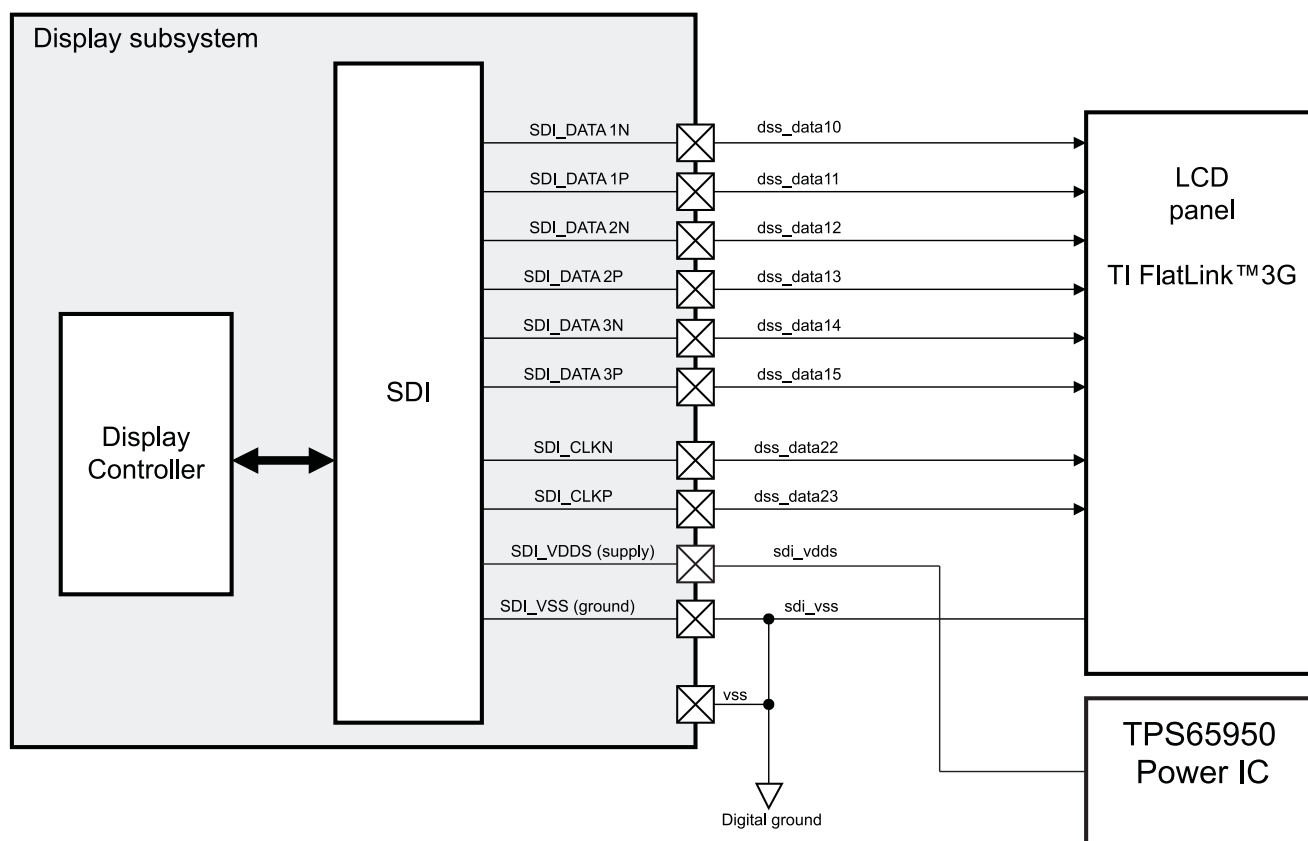 Display subsystem
SDI_DATA 1N
dss_data10
SDI_DATA 1P
dss_data11
SDI_DATA 2N
dss_data12
SDI_DATA 2P
dss_data13
SDI_DATA 3N
dss_data14
SDI_DATA 3P
dss_data15
SDI_CLKN
dss_data22
SDI_CLKP
dss_data23
SDI_VDDS (supply)
sdi_vdds
SDI_VSS (ground)
sdi_vss
vss
Digital ground
Display
Controller
SDI
LCD
panel
TI FlatLink™3G
TPS65950
Power IC